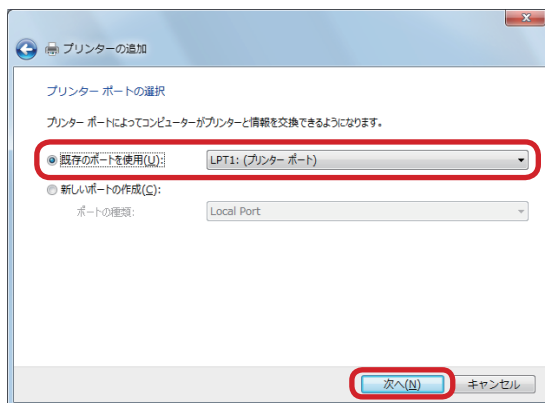 プリンターの追加
プリンター ポートの選択
プリンター ポートによってコンピューターがプリンターと情報を交換できるようになります。
既存のポートを使用(U): LPT1: (プリンター ポート)
新しいポートの作成(C):
ポートの種類: Local Port
次へ(N) キャンセル